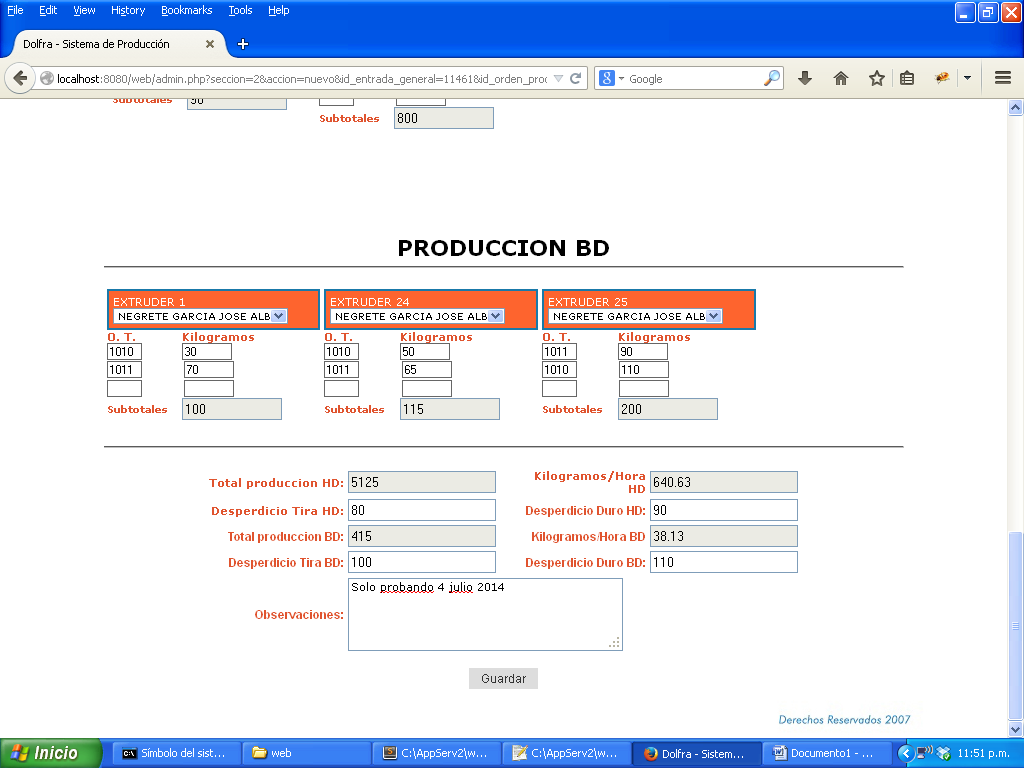 File Edit View History Bookmarks Tools Help
Dolfra - Sistema de Producción
localhost:8080/web/admin.php?seccion=2&accion=nuevo&id_entrada_general=11461&id_orden_proc
Google
Subtotales 90
Subtotales 800
PRODUCCION BD
EXTRUDER 1 EXTRUDER 24 EXTRUDER 25
NEGRETE GARCIA JOSE ALB NEGRETE GARCIA JOSE ALB NEGRETE GARCIA JOSE ALB
O. T. Kilogramos O. T. Kilogramos O. T. Kilogramos
1010 30 1010 50 1011 90
1011 70 1011 65 1010 110
Subtotales 100 Subtotales 115 Subtotales 200
Total produccion HD: 5125 Kilogramos/Hora HD 640.63
Desperdicio Tira HD: 80 Desperdicio Duro HD: 90
Total produccion BD: 415 Kilogramos/Hora BD 38.13
Desperdicio Tira BD: 100 Desperdicio Duro BD: 110
Observaciones: Solo probando 4 julio 2014
Guardar
Derechos Reservados 2007
Inicio Símbolo del sist... web C:\AppServ2\w... C:\AppServ2\w... Dolfra - Sistem... Documento1 - ... 11:51 p.m.